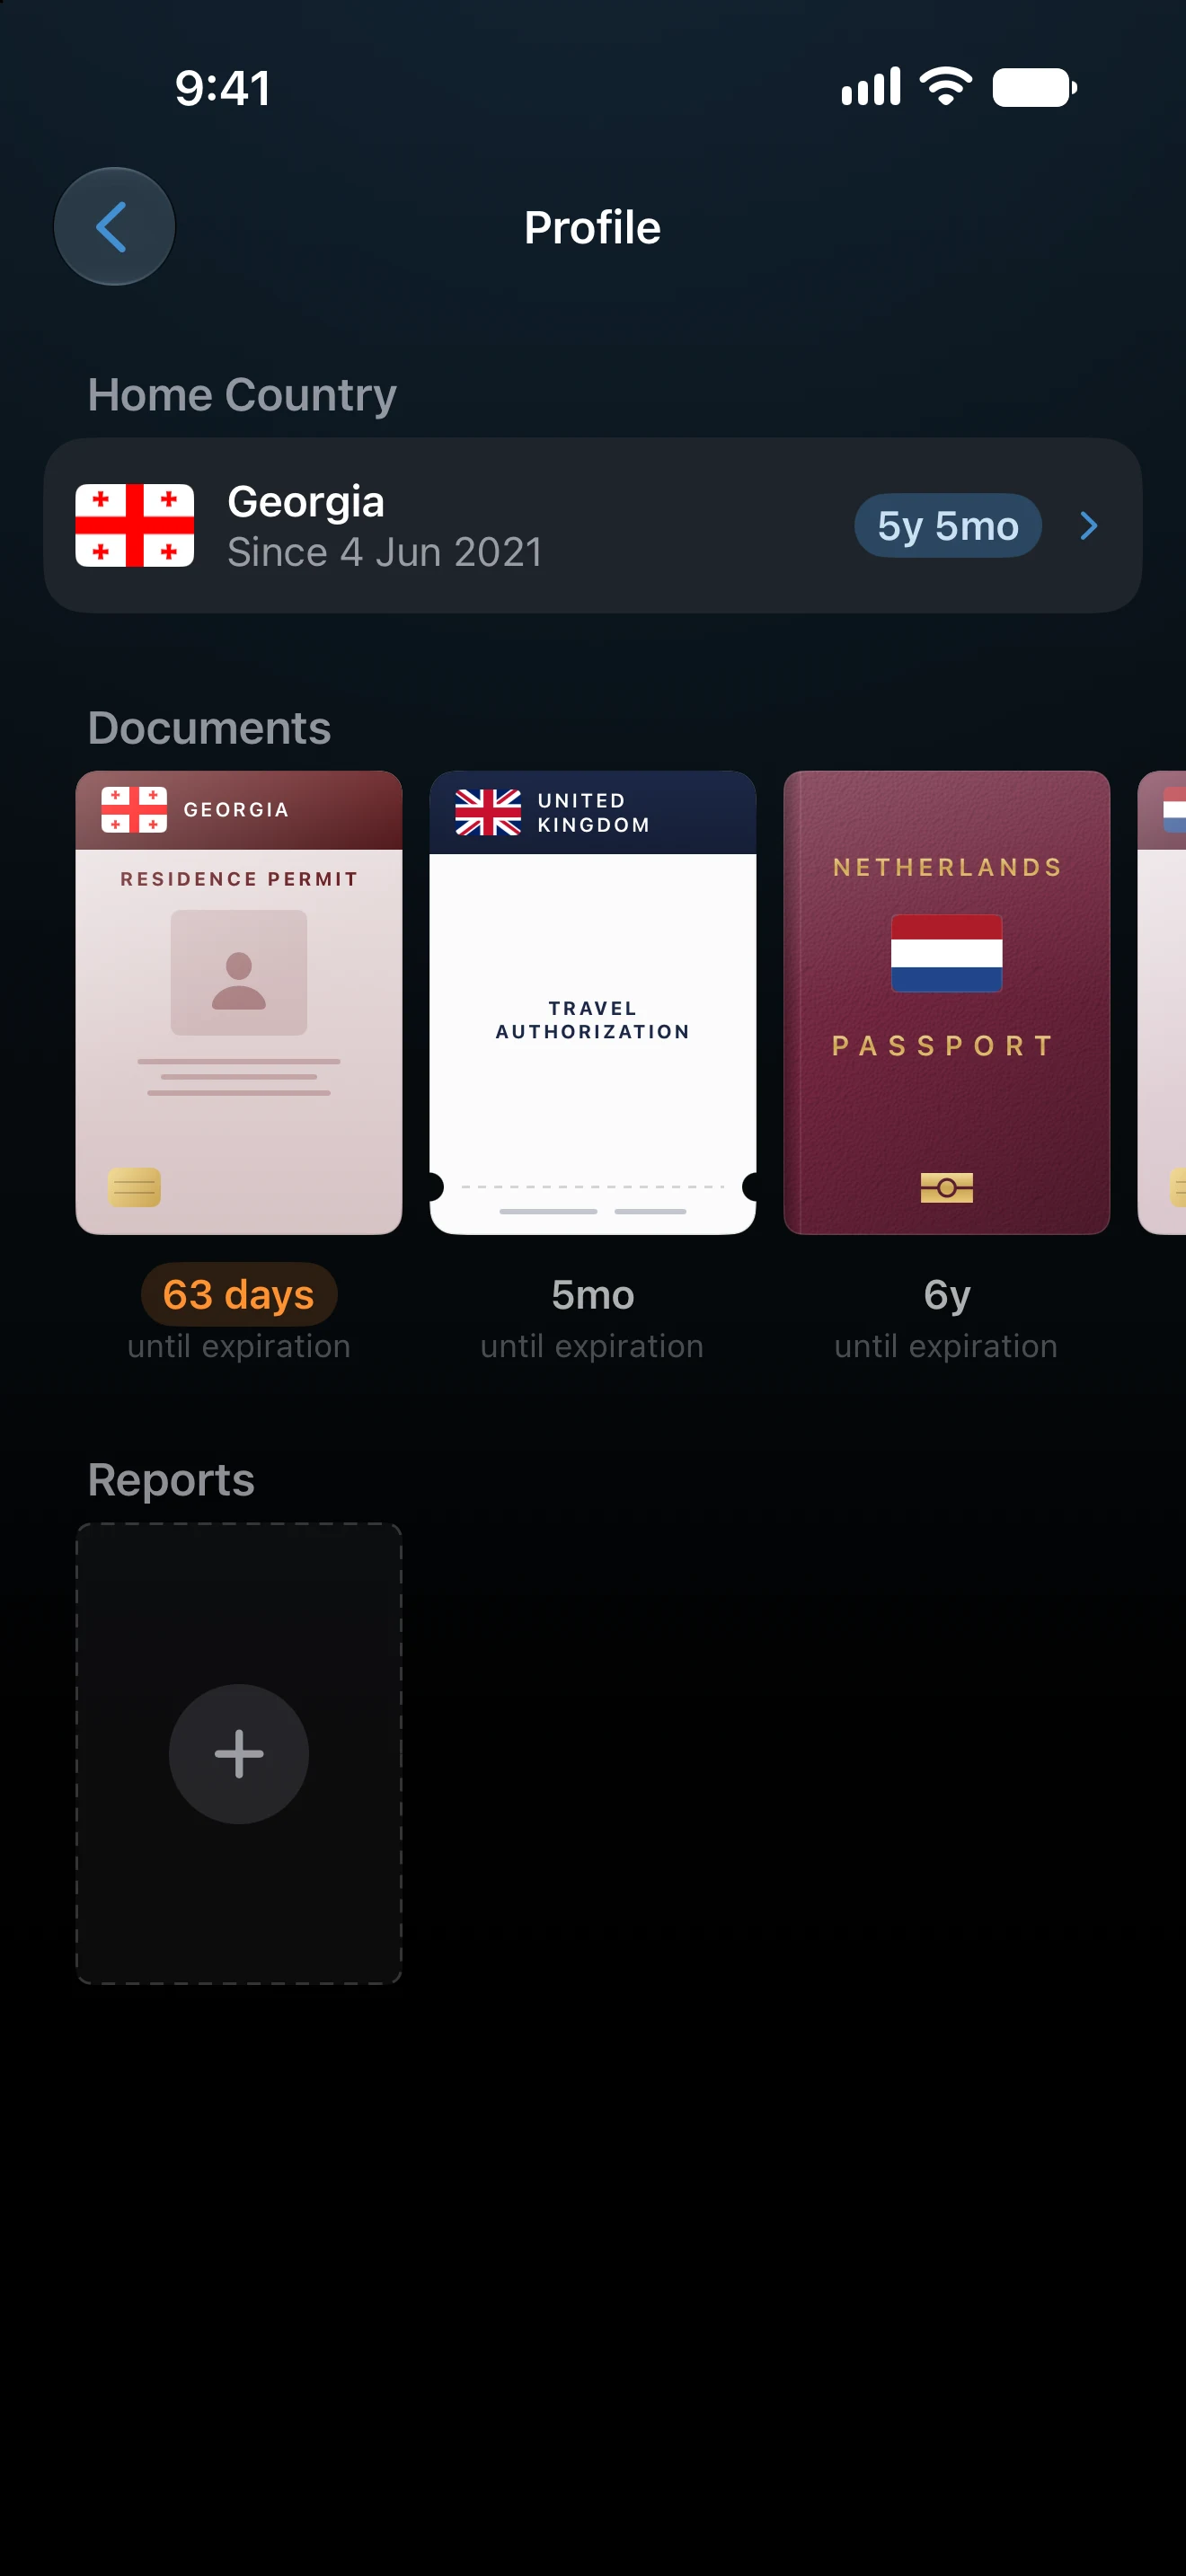 9:41
Profile
Home Country
Georgia
Since 4 Jun 2021
5y 5mo
Documents
GEORGIA
RESIDENCE PERMIT
UNITED
KINGDOM
TRAVEL
AUTHORIZATION
NETHERLANDS
PASSPORT
63 days
until expiration
5mo
until expiration
6y
until expiration
Reports